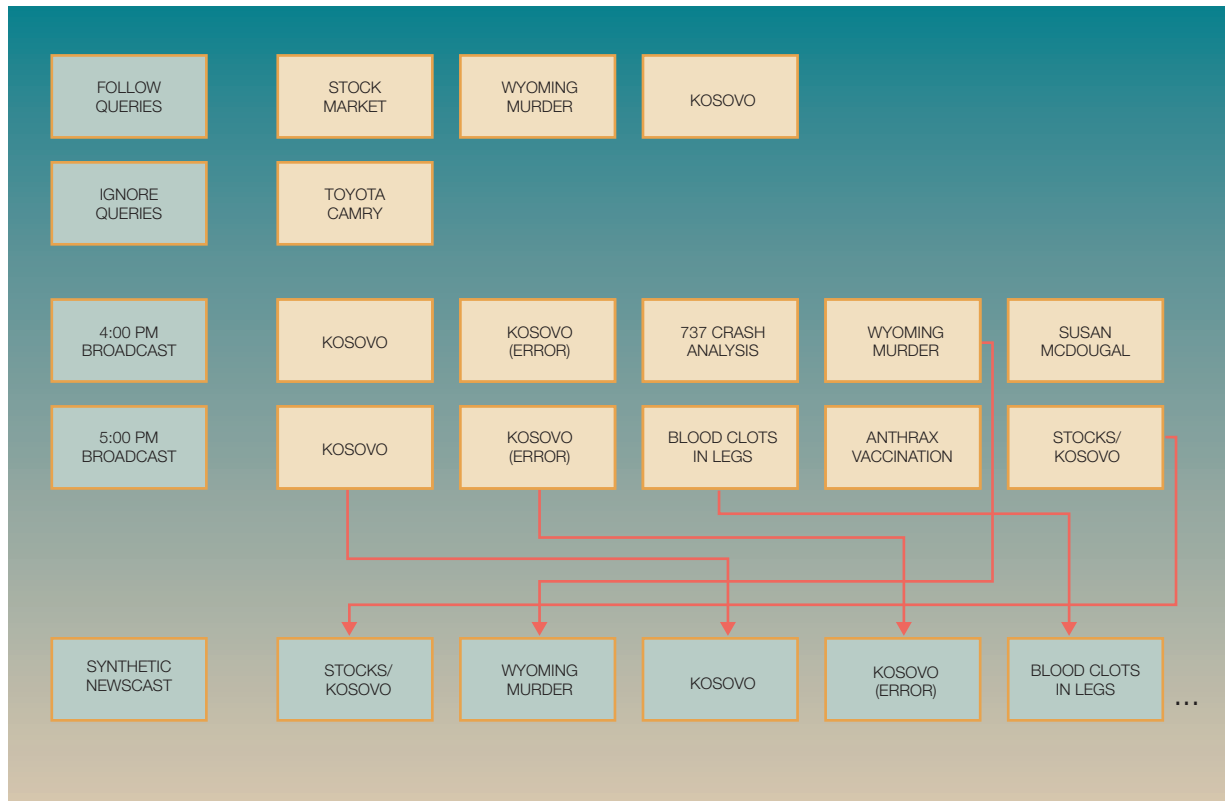 FOLLOW
QUERIES
STOCK
MARKET
WYOMING
MURDER
KOSOVO
IGNORE
QUERIES
TOYOTA
CAMRY
4:00 PM
BROADCAST
KOSOVO
KOSOVO
(ERROR)
737 CRASH
ANALYSIS
WYOMING
MURDER
SUSAN
MCDOUGAL
5:00 PM
BROADCAST
KOSOVO
KOSOVO
(ERROR)
BLOOD CLOTS
IN LEGS
ANTHRAX
VACCINATION
STOCKS/
KOSOVO
SYNTHETIC
NEWSCAST
STOCKS/
KOSOVO
WYOMING
MURDER
KOSOVO
KOSOVO
(ERROR)
BLOOD CLOTS
IN LEGS
...